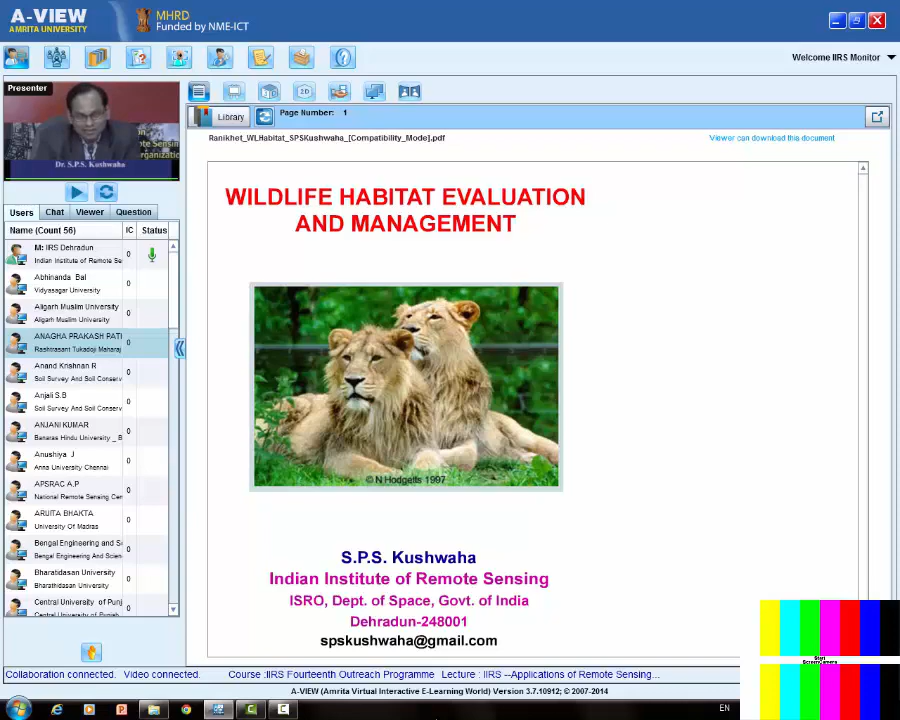 A-VIEW
AMRITA UNIVERSITY
MHRD
Funded by NME-ICT
Welcome IIRS Monitor
Presenter
Dr. S.P.S. Kushwaha
Library
Page Number: 1
Ranikhet_WLHabitat_SPSKushwaha_[Compatibility_Mode].pdf
Viewer can download this document
Users Chat Viewer Question
Name (Count 56) IC Status
M: IIRS Dehradun
Indian Institute of Remote Se
0
Abhinanda Bal
Vidyasagar University
0
Aligarh Muslim University
Aligarh Muslim University
0
ANAGHA PRAKASH PATI
Rashtrasant Tukadoji Maharaj
0
Anand Krishnan R
Soil Survey And Soil Conserv
0
Anjali S.B
Soil Survey And Soil Conserv
0
ANJANI KUMAR
Banaras Hindu University _ B
0
Anushiya J
Anna University Chennai
0
APSRAC A.P
National Remote Sensing Cen
0
ARIJITA BHAKTA
University Of Madras
0
Bengal Engineering and S
Bengal Engineering And Scien
0
Bharatidasan University
Bharathidasan University
0
Central University of Punj
Central University of Punjab
0
WILDLIFE HABITAT EVALUATION
AND MANAGEMENT
© N Hodgetts 1997
S.P.S. Kushwaha
Indian Institute of Remote Sensing
ISRO, Dept. of Space, Govt. of India
Dehradun-248001
spskushwaha@gmail.com
Start
ScreenCamera
Collaboration connected. Video connected. Course :IIRS Fourteenth Outreach Programme Lecture : IIRS --Applications of Remote Sensing...
A-VIEW (Amrita Virtual Interactive E-Learning World) Version 3.7.10912; © 2007-2014
EN